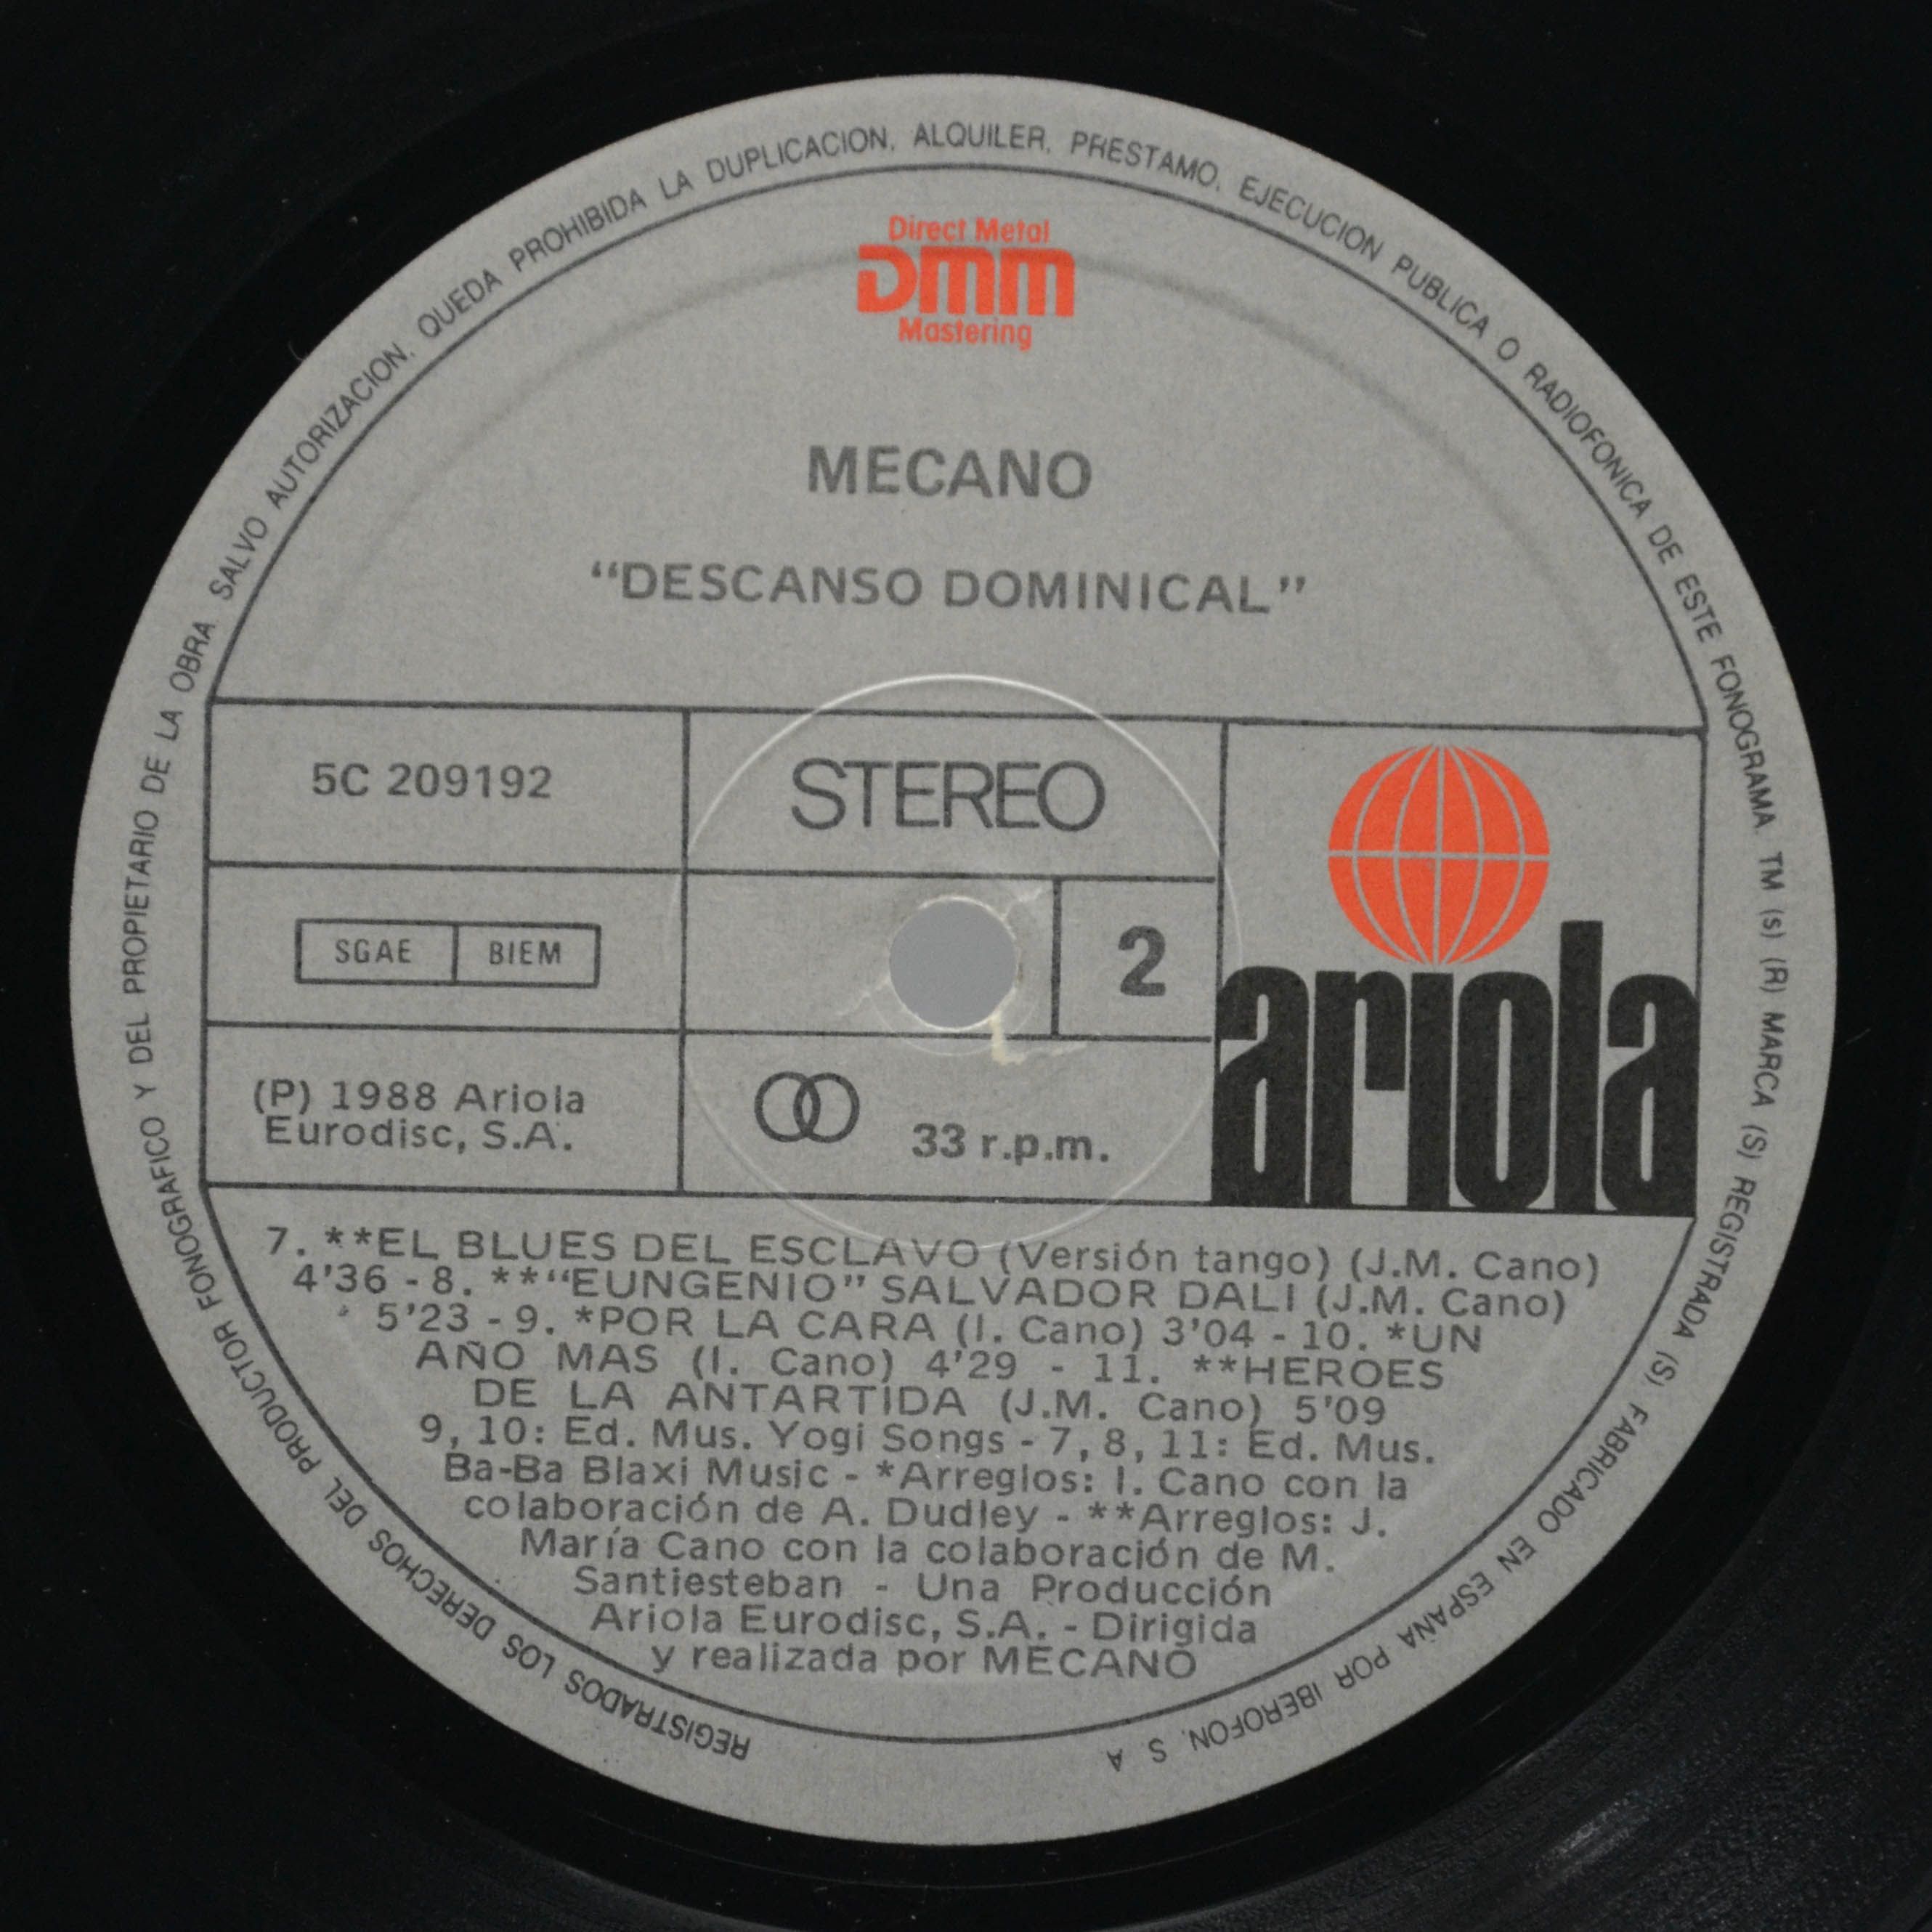 REGISTRADOS LOS DERECHOS DEL PRODUCTOR FONOGRAFICO Y DEL PROPIETARIO DE LA OBRA. SALVO AUTORIZACION, QUEDA PROHIBIDA LA DUPLICACION, ALQUILER, PRESTAMO, EJECUCION PUBLICA O RADIOFONICA DE ESTE FONOGRAMA. TM (s) (R) MARCA (S) REGISTRADA (S). FABRICADO EN ESPAÑA POR IBEROFON, S A
Direct Metal
DMM
Mastering
MECANO
“DESCANSO DOMINICAL”
5C 209192
STEREO
SGAE BIEM
2
ariola
(P) 1988 Ariola
Eurodisc, S.A.
33 r.p.m.
7. **EL BLUES DEL ESCLAVO (Versión tango) (J.M. Cano)
4'36 - 8. **“EUNGENIO” SALVADOR DALI (J.M. Cano)
5'23 - 9. *POR LA CARA (I. Cano) 3'04 - 10. *UN
AÑO MAS (I. Cano) 4'29 - 11. **HEROES
DE LA ANTARTIDA (J.M. Cano) 5'09
9, 10: Ed. Mus. Yogi Songs - 7, 8, 11: Ed. Mus.
Ba-Ba Blaxi Music - *Arreglos: I. Cano con la
colaboración de A. Dudley - **Arreglos: J.
María Cano con la colaboración de M.
Santiesteban - Una Producción
Ariola Eurodisc, S.A. - Dirigida
y realizada por MECANO